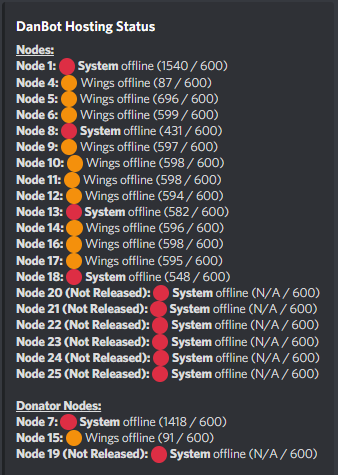 DanBot Hosting Status
Nodes:
Node 1: System offline (1540 / 600)
Node 4: Wings offline (87 / 600)
Node 5: Wings offline (696 / 600)
Node 6: Wings offline (599 / 600)
Node 8: System offline (431 / 600)
Node 9: Wings offline (597 / 600)
Node 10: Wings offline (598 / 600)
Node 11: Wings offline (598 / 600)
Node 12: Wings offline (594 / 600)
Node 13: System offline (582 / 600)
Node 14: Wings offline (596 / 600)
Node 16: Wings offline (598 / 600)
Node 17: Wings offline (595 / 600)
Node 18: System offline (548 / 600)
Node 20 (Not Released): System offline (N/A / 600)
Node 21 (Not Released): System offline (N/A / 600)
Node 22 (Not Released): System offline (N/A / 600)
Node 23 (Not Released): System offline (N/A / 600)
Node 24 (Not Released): System offline (N/A / 600)
Node 25 (Not Released): System offline (N/A / 600)
Donator Nodes:
Node 7: System offline (1418 / 600)
Node 15: Wings offline (91 / 600)
Node 19 (Not Released): System offline (N/A / 600)